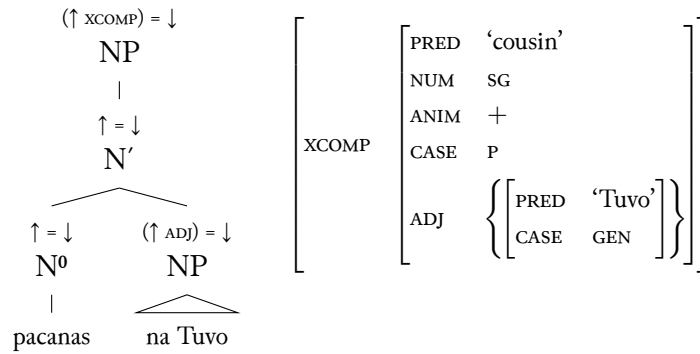 (↑ XCOMP) = ↓
NP
↑ = ↓
N′
↑ = ↓ (↑ ADJ) = ↓
N⁰ NP
pacanas na Tuvo
XCOMP
PRED ‘cousin’
NUM SG
ANIM +
CASE P
ADJ
PRED ‘Tuvo’
CASE GEN